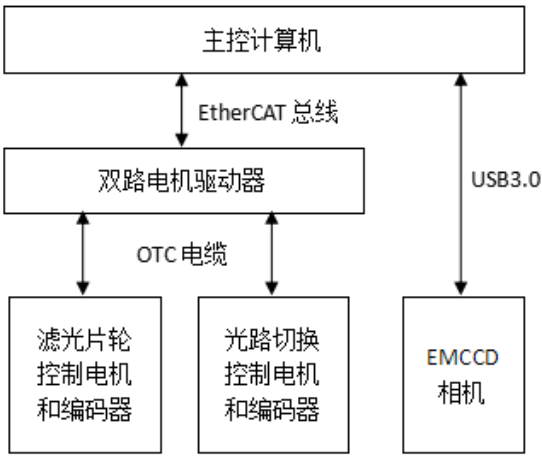 主控计算机
EtherCAT 总线
双路电机驱动器
USB3.0
OTC 电缆
滤光片轮
控制电机
和编码器
光路切换
控制电机
和编码器
EMCCD
相机